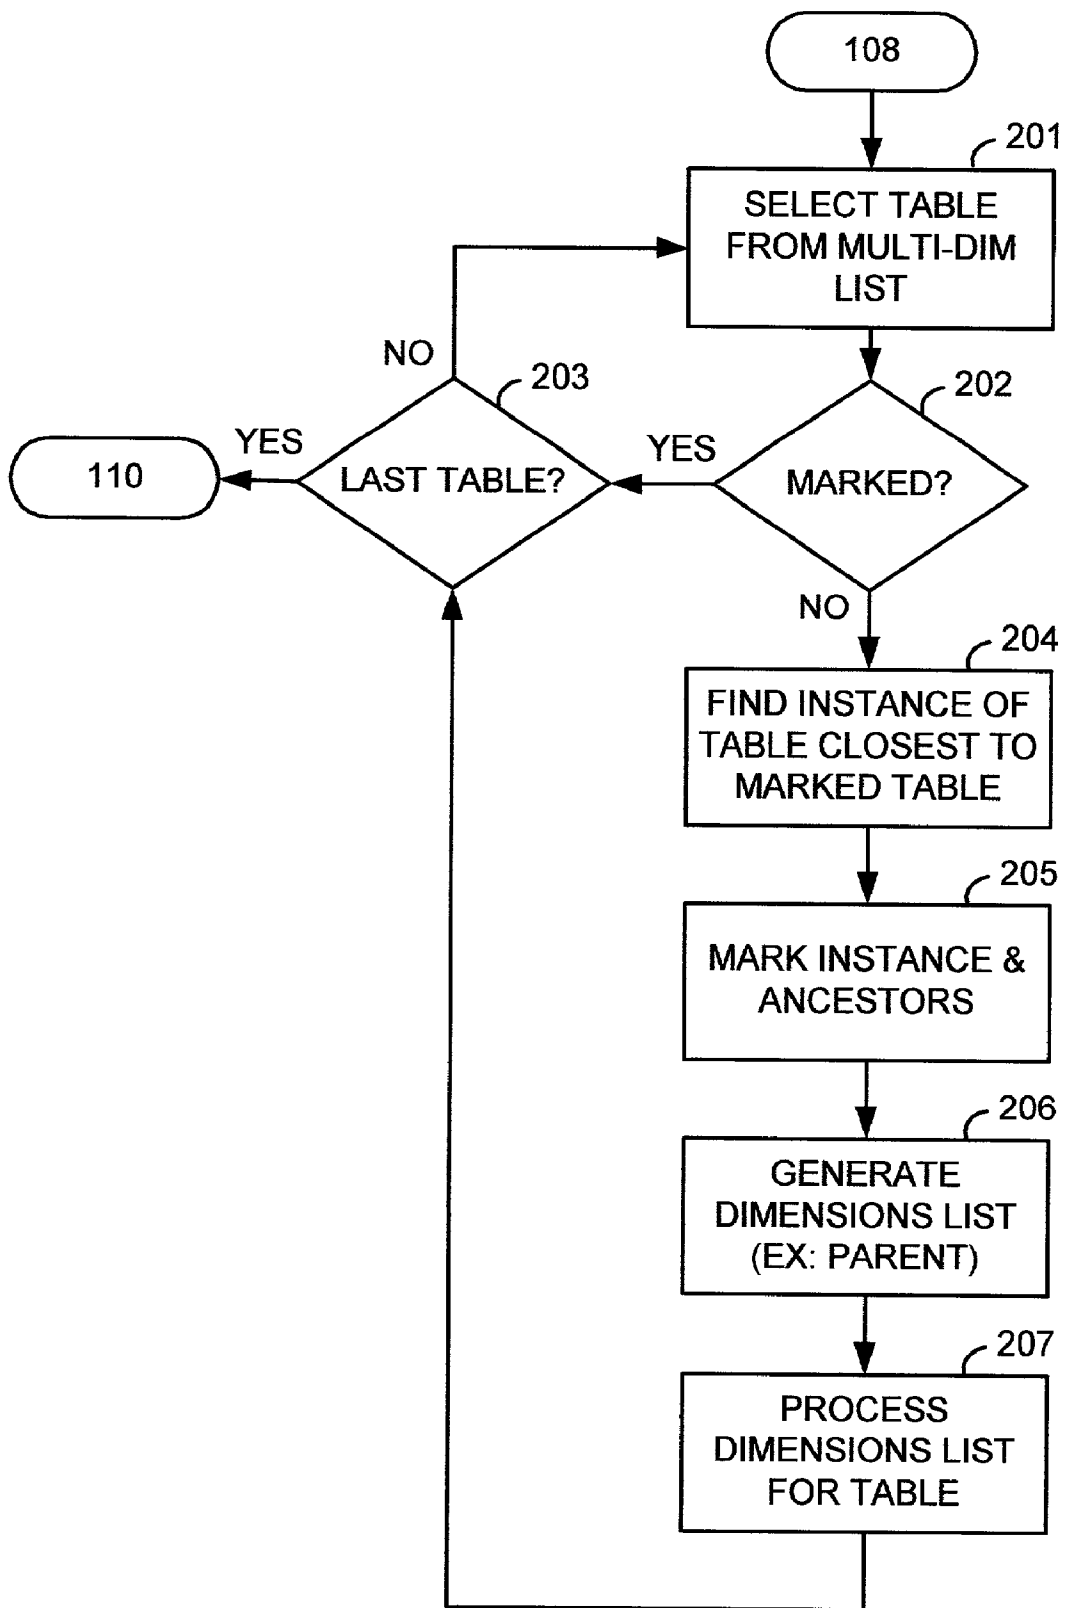 108
201
SELECT TABLE
FROM MULTI-DIM
LIST
NO
203
202
YES
YES
110
LAST TABLE?
MARKED?
NO
204
FIND INSTANCE OF
TABLE CLOSEST TO
MARKED TABLE
205
MARK INSTANCE &
ANCESTORS
206
GENERATE
DIMENSIONS LIST
(EX: PARENT)
207
PROCESS
DIMENSIONS LIST
FOR TABLE